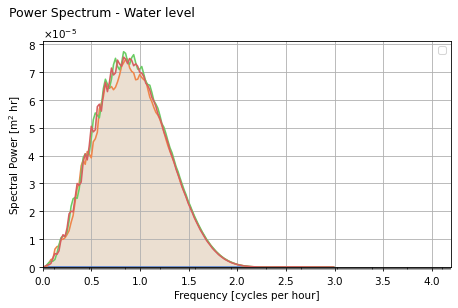 Power Spectrum - Water level
×10⁻⁵
8
7
6
5
4
3
2
1
0
Spectral Power [m² hr]
0.0 0.5 1.0 1.5 2.0 2.5 3.0 3.5 4.0
Frequency [cycles per hour]